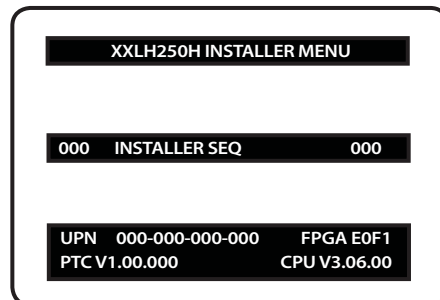 XXLH250H INSTALLER MENU
000 INSTALLER SEQ 000
UPN 000-000-000-000 FPGA E0F1
PTC V1.00.000 CPU V3.06.00